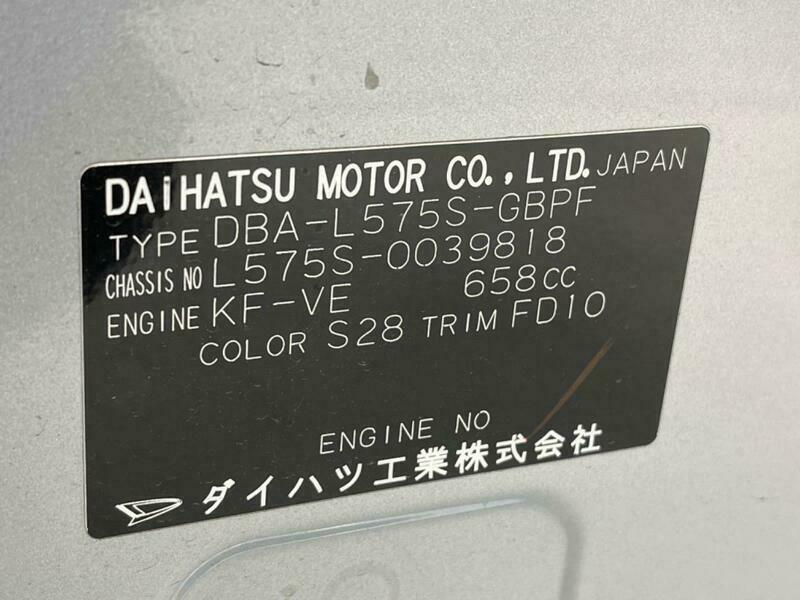 DAIHATSU MOTOR CO., LTD. JAPAN
TYPE DBA-L575S-GBPF
CHASSIS NO L575S-0039818
ENGINE KF-VE 658CC
COLOR S28 TRIM FD10
ENGINE NO
ダイハツ工業株式会社